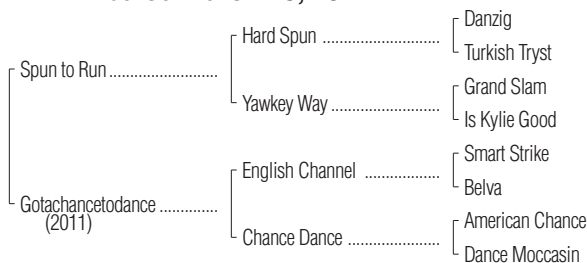 Danzig
Hard Spun ..............................
Turkish Tryst
Spun to Run ...........................
Grand Slam
Yawkey Way ...........................
Is Kylie Good
Smart Strike
English Channel ...................
Belva
Gotachancetodance ...............
(2011)
American Chance
Chance Dance .......................
Dance Moccasin